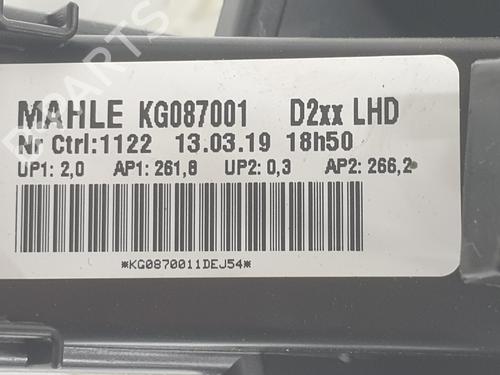 MAHLE KG087001 D2xx LHD
Nr Ctrl:1122 13.03.19 18h50
UP1: 2,0 AP1: 261,8 UP2: 0,3 AP2: 266,2
*KG0870011DEJ54*